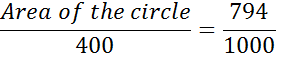 Area of the circle / 400 = 794 / 1000